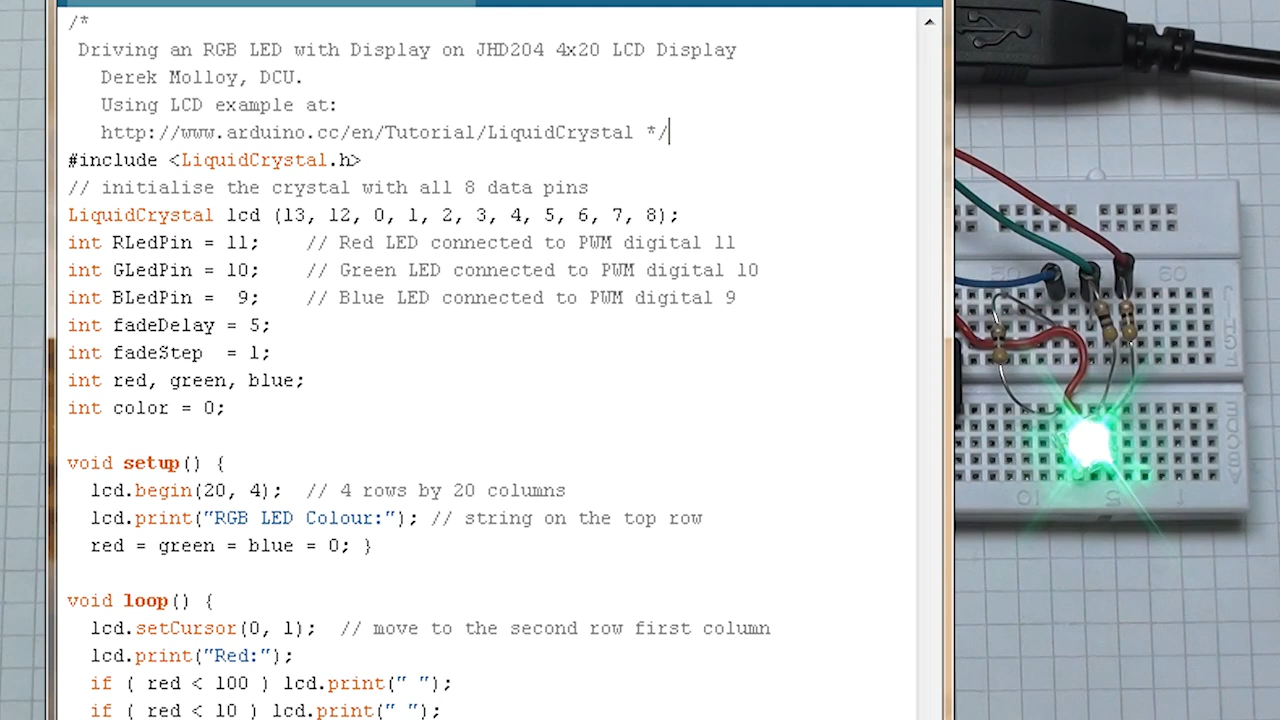 /*
Driving an RGB LED with Display on JHD204 4x20 LCD Display
Derek Molloy, DCU.
Using LCD example at:
http://www.arduino.cc/en/Tutorial/LiquidCrystal */
#include <LiquidCrystal.h>
// initialise the crystal with all 8 data pins
LiquidCrystal lcd (13, 12, 0, 1, 2, 3, 4, 5, 6, 7, 8);
int RLedPin = 11;    // Red LED connected to PWM digital 11
int GLedPin = 10;    // Green LED connected to PWM digital 10
int BLedPin =  9;    // Blue LED connected to PWM digital 9
int fadeDelay = 5;
int fadeStep  = 1;
int red, green, blue;
int color = 0;
void setup() {
lcd.begin(20, 4);  // 4 rows by 20 columns
lcd.print("RGB LED Colour:"); // string on the top row
red = green = blue = 0; }
void loop() {
lcd.setCursor(0, 1);  // move to the second row first column
lcd.print("Red:");
if ( red < 100 ) lcd.print(" ");
if ( red < 10 ) lcd.print(" ");
50
60
F
10
5
1